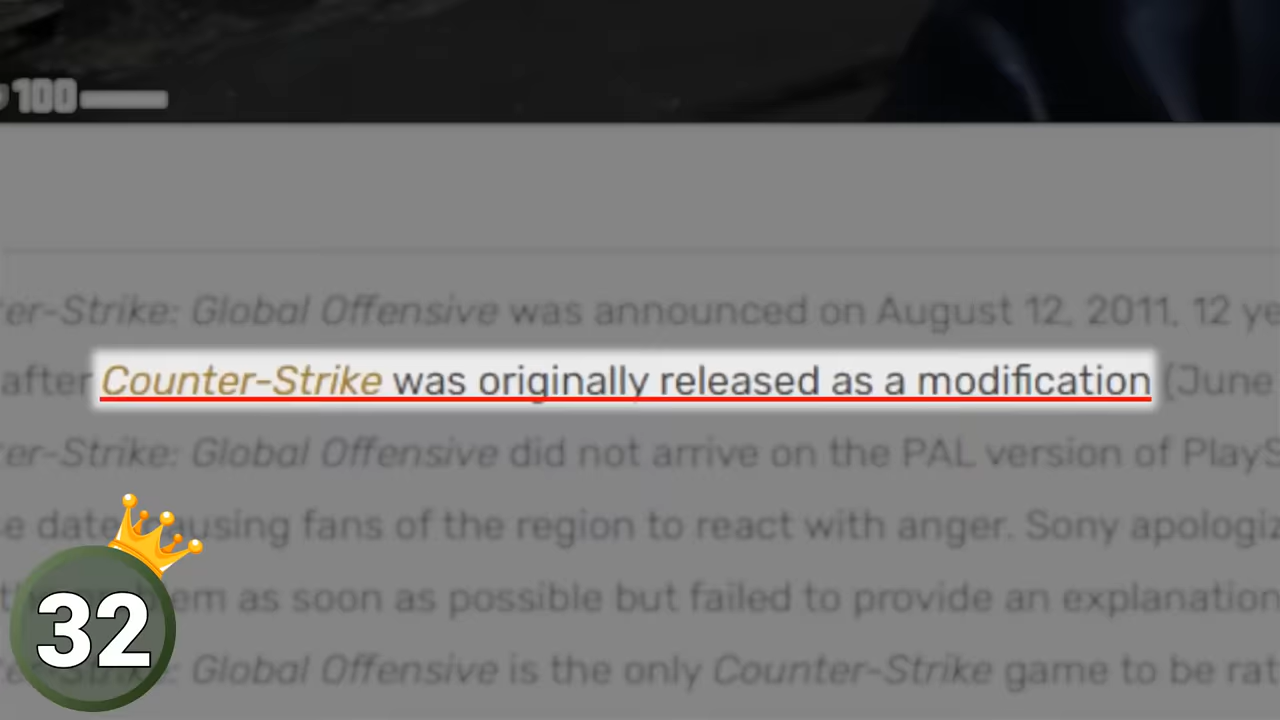 100
er-Strike: Global Offensive was announced on August 12, 2011, 12 ye
after Counter-Strike was originally released as a modification (June
er-Strike: Global Offensive did not arrive on the PAL version of PlayS
e date causing fans of the region to react with anger. Sony apologiz
em as soon as possible but failed to provide an explanation
Global Offensive is the only Counter-Strike game to be rat
32